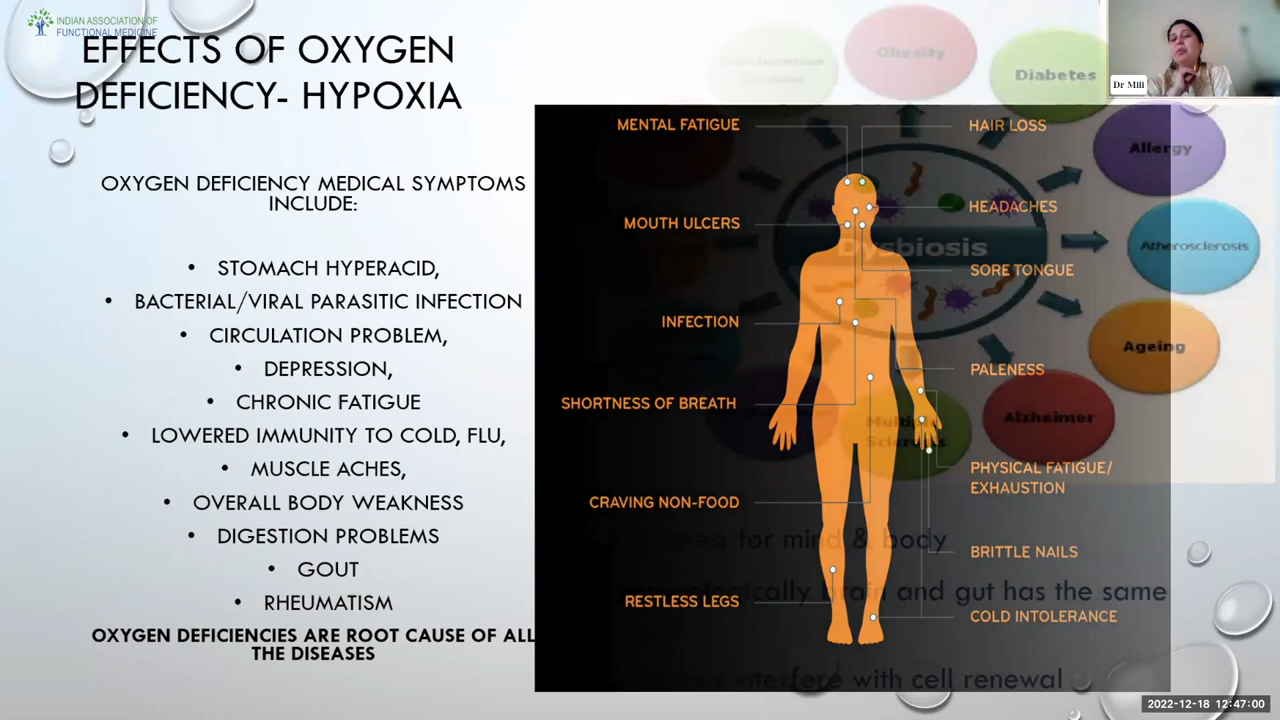 INDIAN ASSOCIATION OF
FUNCTIONAL MEDICINE
EFFECTS OF OXYGEN
DEFICIENCY- HYPOXIA
OXYGEN DEFICIENCY MEDICAL SYMPTOMS
INCLUDE:
• STOMACH HYPERACID,
• BACTERIAL/VIRAL PARASITIC INFECTION
• CIRCULATION PROBLEM,
• DEPRESSION,
• CHRONIC FATIGUE
• LOWERED IMMUNITY TO COLD, FLU,
• MUSCLE ACHES,
• OVERALL BODY WEAKNESS
• DIGESTION PROBLEMS
• GOUT
• RHEUMATISM
OXYGEN DEFICIENCIES ARE ROOT CAUSE OF ALL
THE DISEASES
MENTAL FATIGUE
MOUTH ULCERS
INFECTION
SHORTNESS OF BREATH
CRAVING NON-FOOD
RESTLESS LEGS
HAIR LOSS
HEADACHES
SORE TONGUE
PALENESS
PHYSICAL FATIGUE/
EXHAUSTION
BRITTLE NAILS
COLD INTOLERANCE
Obesity
Diabetes
Allergy
Atherosclerosis
Ageing
Alzheimer
Multiple
Sclerosis
Dysbiosis
for mind & body
brain and gut has the same
with cell renewal
Dr Mili
2022-12-18 12:47:00